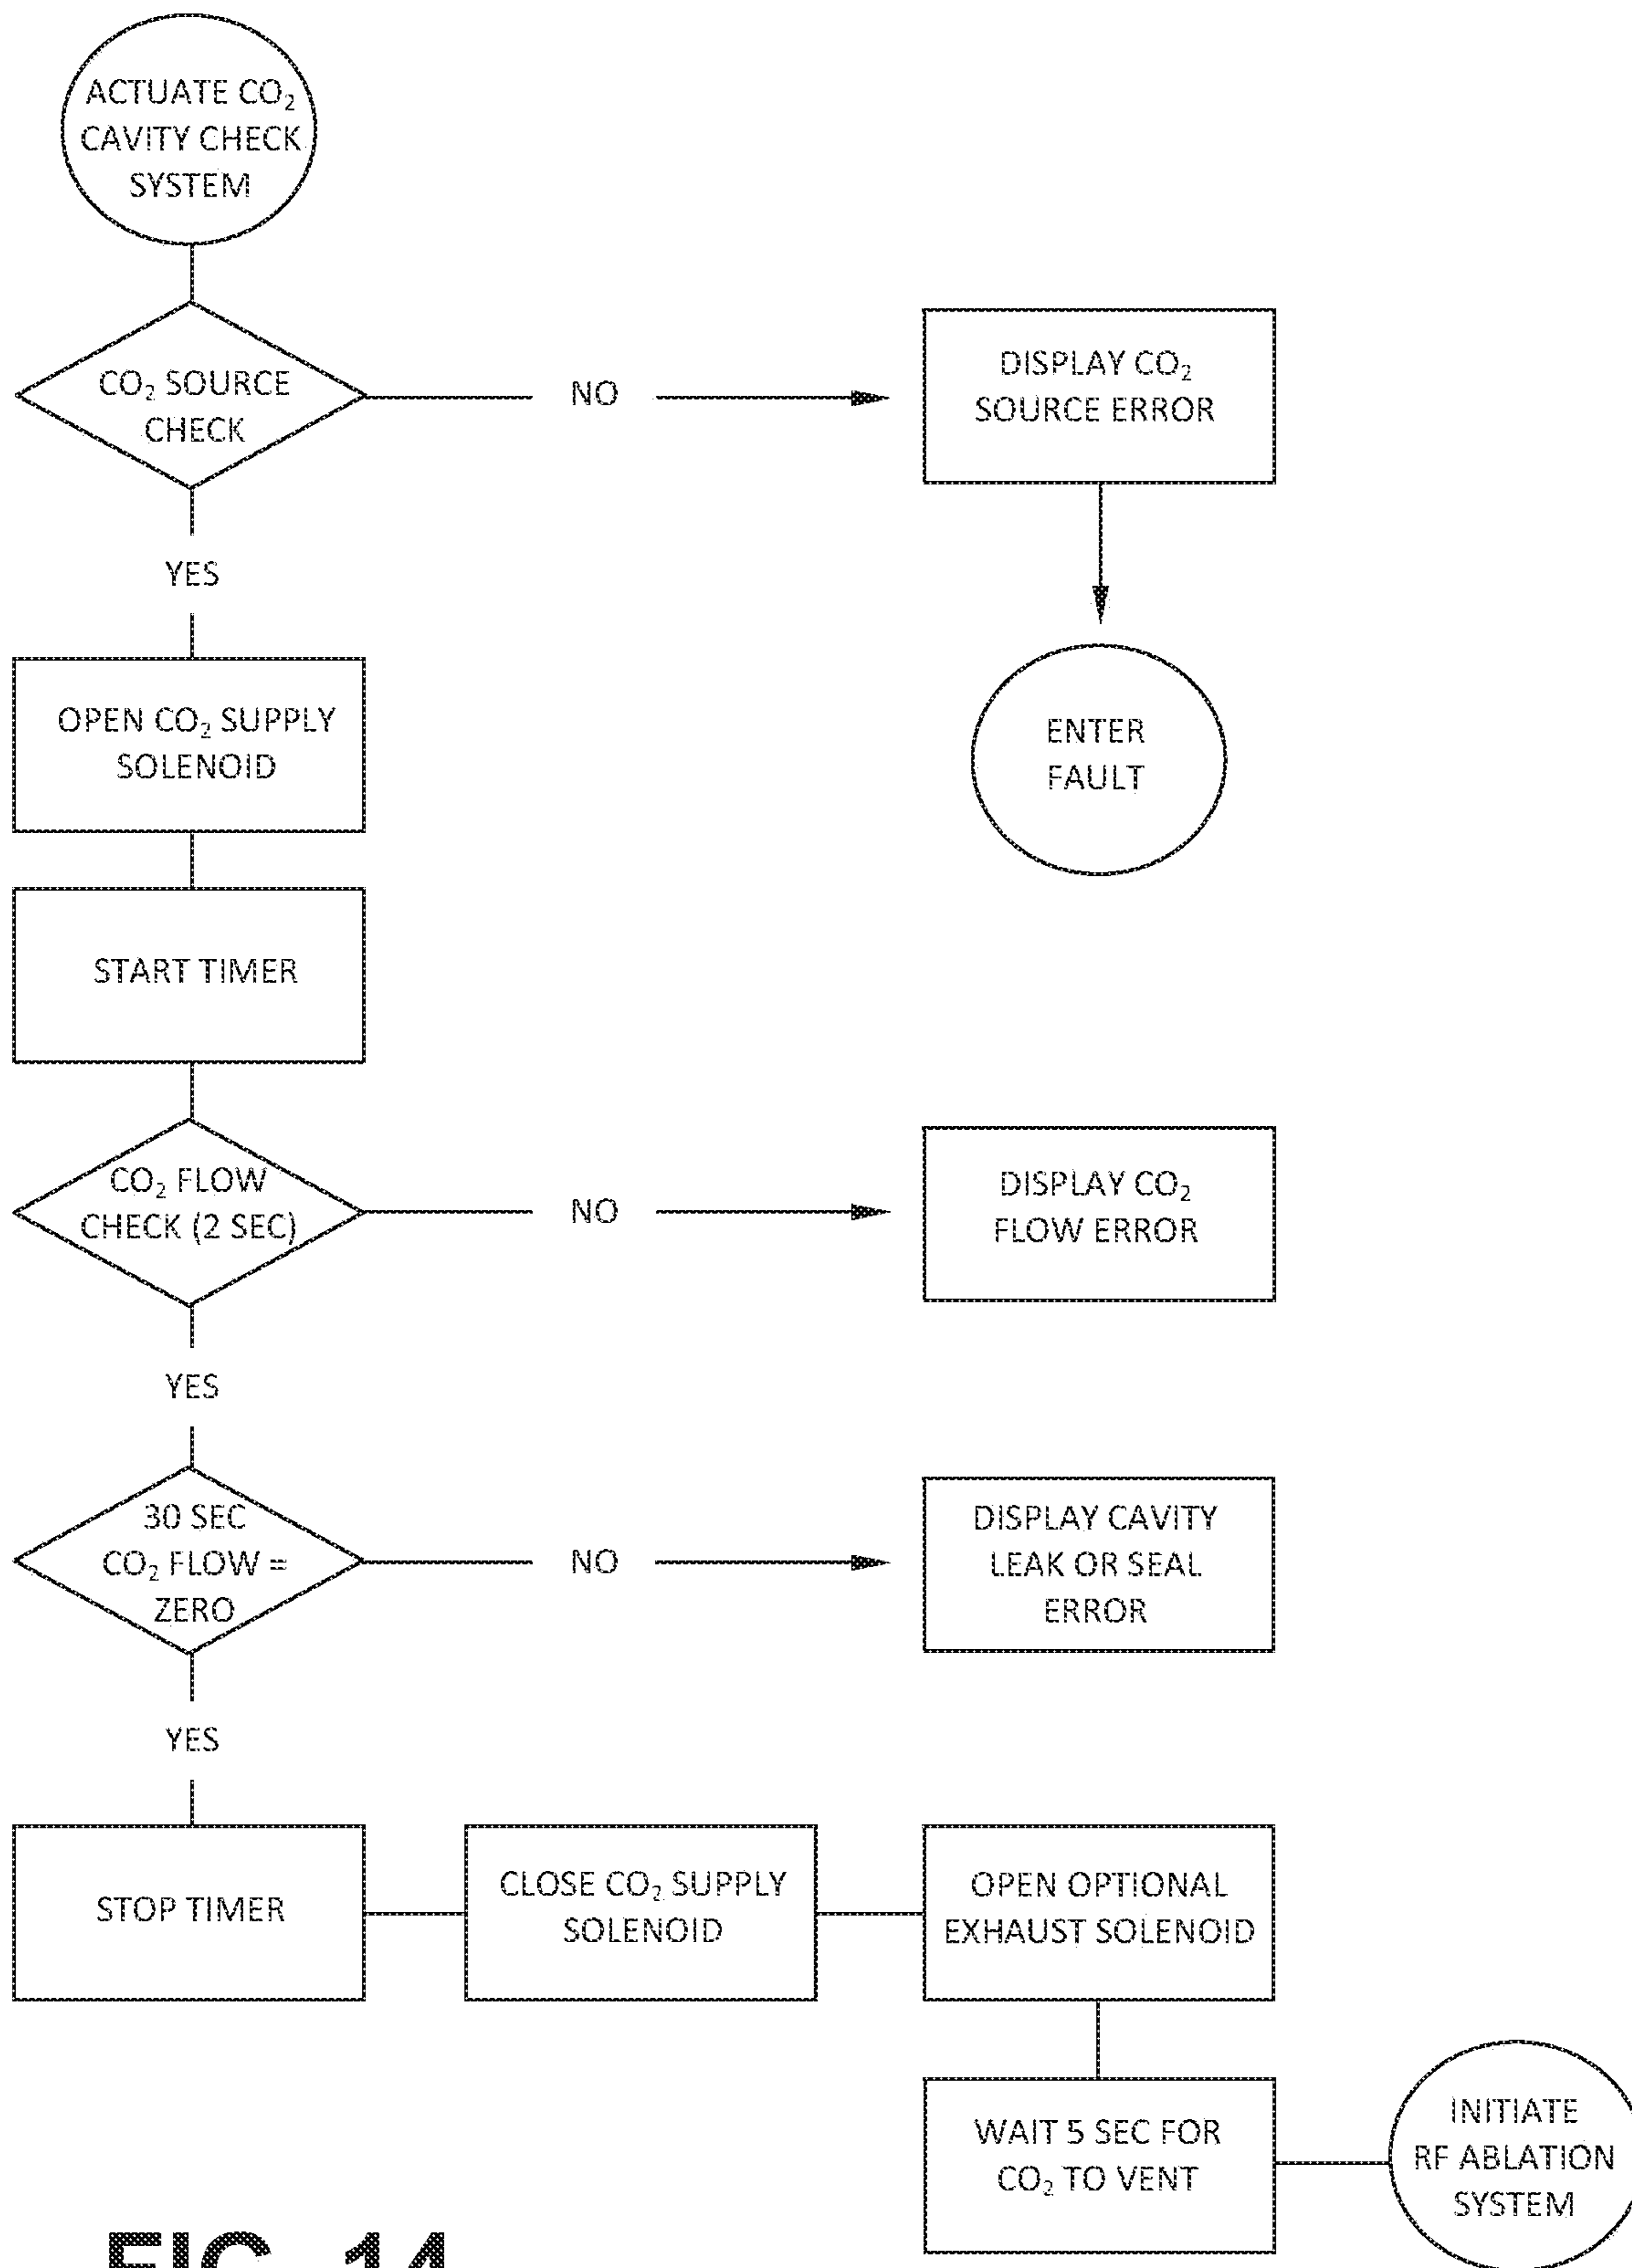 ACTUATE CO₂
CAVITY CHECK
SYSTEM
CO₂ SOURCE
CHECK
NO
DISPLAY CO₂
SOURCE ERROR
YES
ENTER
FAULT
OPEN CO₂ SUPPLY
SOLENOID
START TIMER
CO₂ FLOW
CHECK (2 SEC)
NO
DISPLAY CO₂
FLOW ERROR
YES
30 SEC
CO₂ FLOW =
ZERO
NO
DISPLAY CAVITY
LEAK OR SEAL
ERROR
YES
STOP TIMER
CLOSE CO₂ SUPPLY
SOLENOID
OPEN OPTIONAL
EXHAUST SOLENOID
WAIT 5 SEC FOR
CO₂ TO VENT
INITIATE
RF ABLATION
SYSTEM
FIG. 14